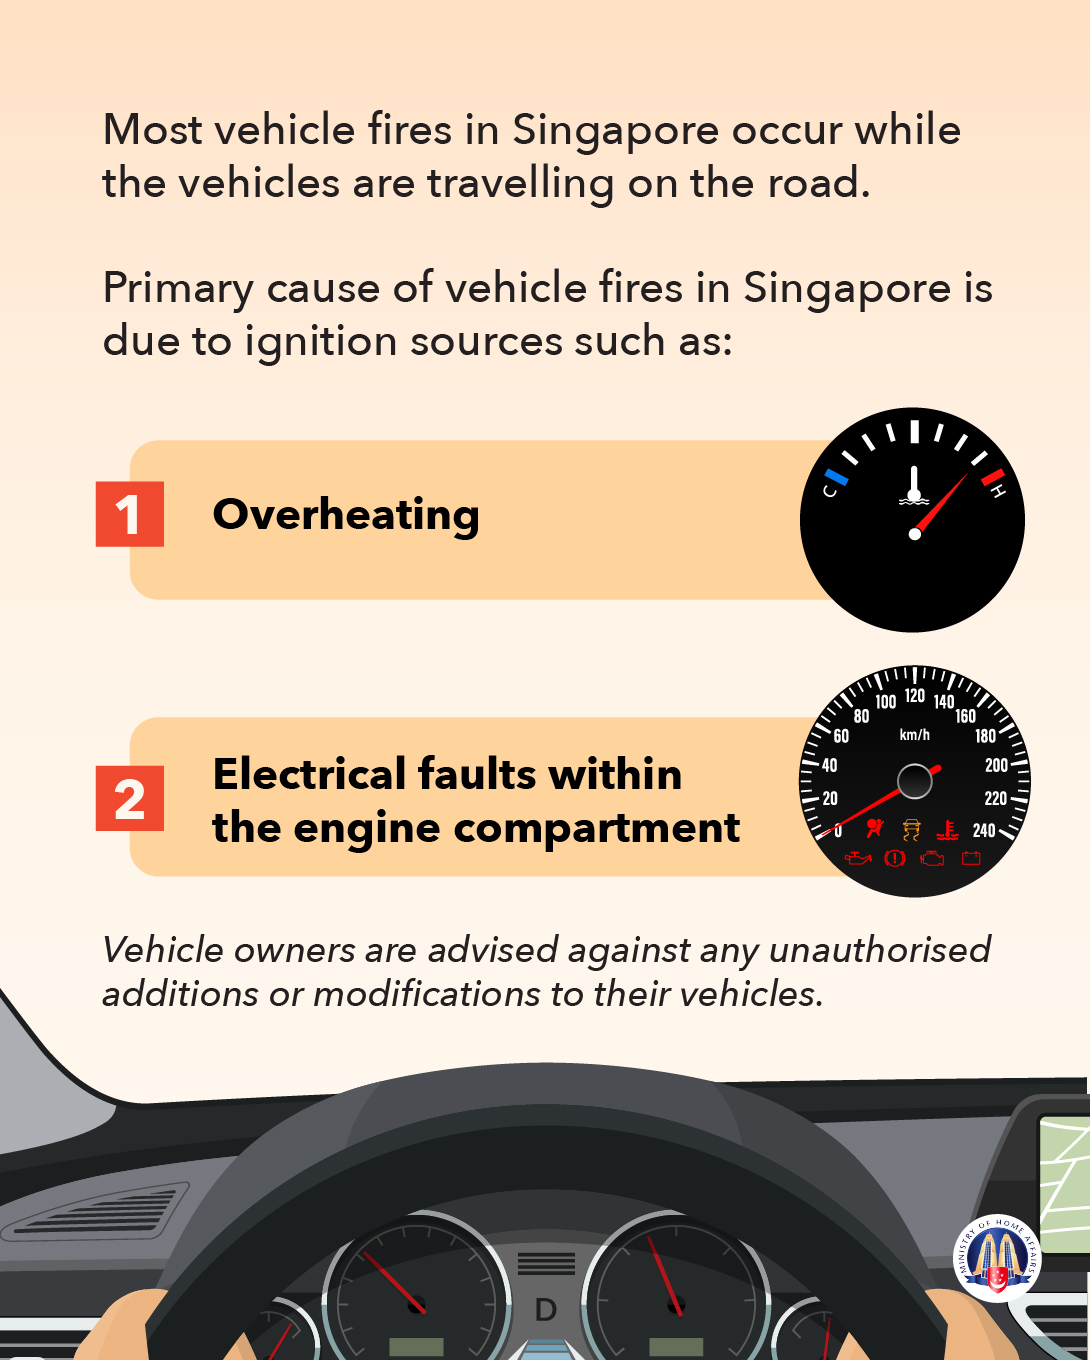 Most vehicle fires in Singapore occur while
the vehicles are travelling on the road.
Primary cause of vehicle fires in Singapore is
due to ignition sources such as:
1
Overheating
C
H
2
Electrical faults within
the engine compartment
0
20
40
60
80
100
120
140
160
180
200
220
240
km/h
Vehicle owners are advised against any unauthorised
additions or modifications to their vehicles.
D
MINISTRY OF HOME AFFAIRS